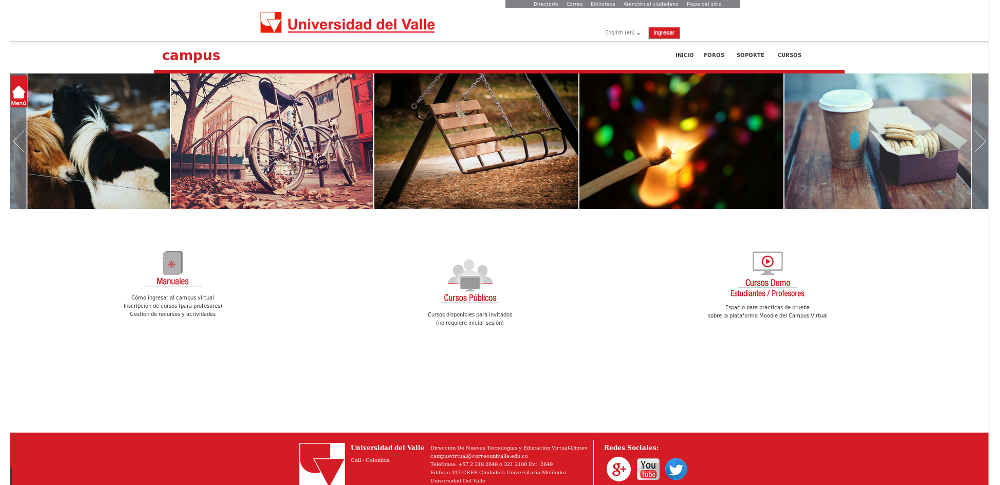 Directorio Correo Biblioteca Atención al ciudadano Mapa del sitio
Universidad del Valle
English (en) Ingresar
campus
INICIO FOROS SOPORTE CURSOS
Menú
Manuales
Cómo ingresar al campus virtual
Inscripción de cursos (para profesores)
Gestión de recursos y actividades
Cursos Públicos
Cursos disponibles para invitados
(no requiere iniciar sesión)
Cursos Demo
Estudiantes / Profesores
Espacio para prácticas de prueba
sobre la plataforma Moodle del Campus Virtual
Universidad del Valle
Cali - Colombia
Dirección De Nuevas Tecnologías y Educación Virtual-Dintev
campusvirtual@correounivalle.edu.co
Telefonos: +57 2 318 2649 o 321 2100 Ext. 2649
Edificio 317-CREE Ciudadela Universitaria Meléndez
Universidad Del Valle
Redes Sociales:
g+
You
Tube